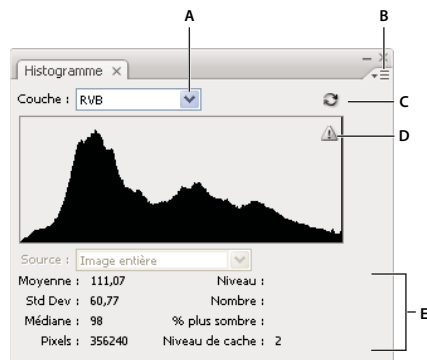 A B
Histogramme
Couche : RVB
C
D
Source : Image entière
Moyenne : 111,07 Niveau :
Std Dev : 60,77 Nombre :
Médiane : 98 % plus sombre :
Pixels : 356240 Niveau de cache : 2
E